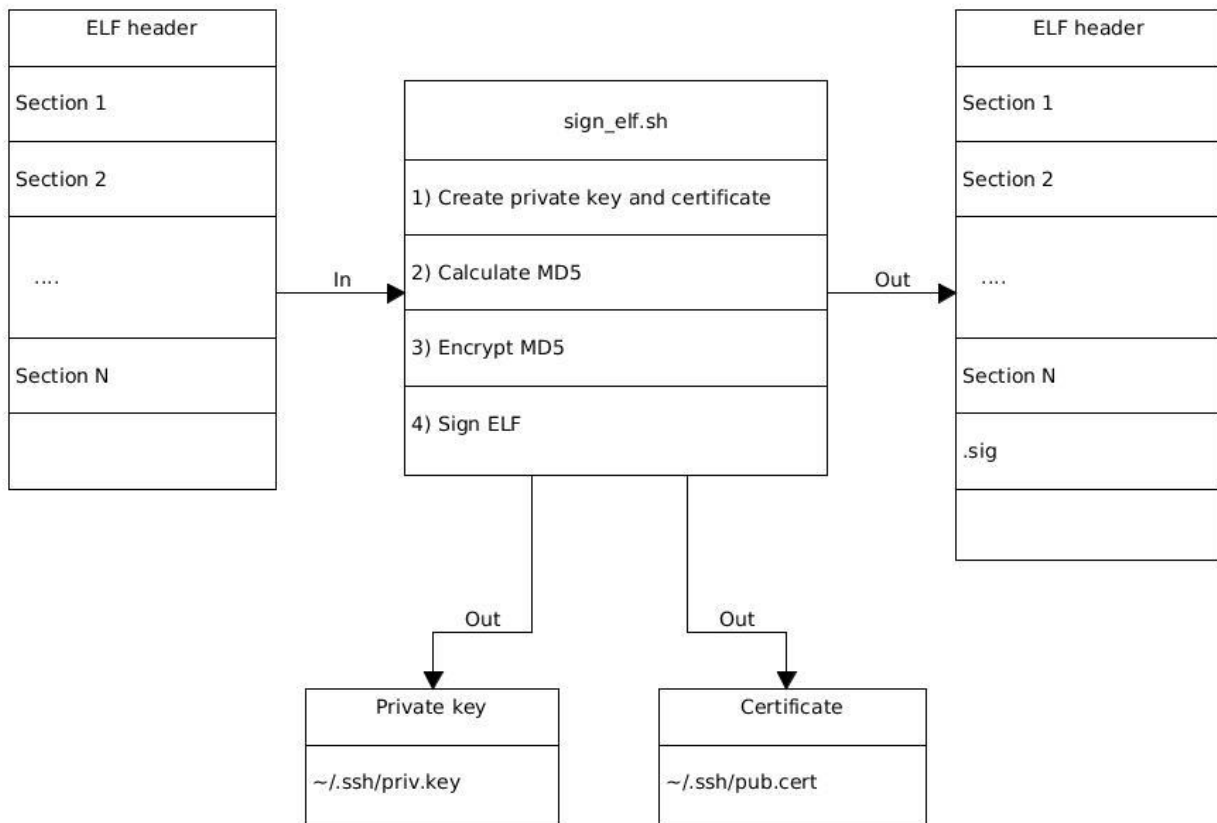 ELF header
Section 1
Section 2
....
Section N
In
sign_elf.sh
1) Create private key and certificate
2) Calculate MD5
3) Encrypt MD5
4) Sign ELF
Out
ELF header
Section 1
Section 2
....
Section N
.sig
Out
Out
Private key
~/.ssh/priv.key
Certificate
~/.ssh/pub.cert